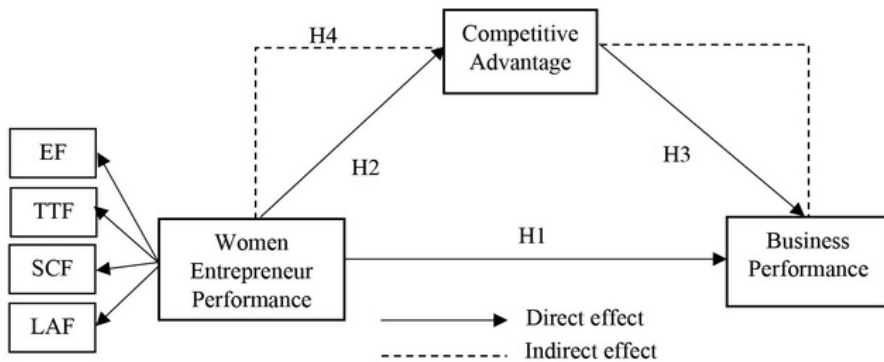 H4
Competitive
Advantage
EF
H2
H3
TTF
Women
Entrepreneur
Performance
H1
Business
Performance
SCF
LAF
Direct effect
Indirect effect